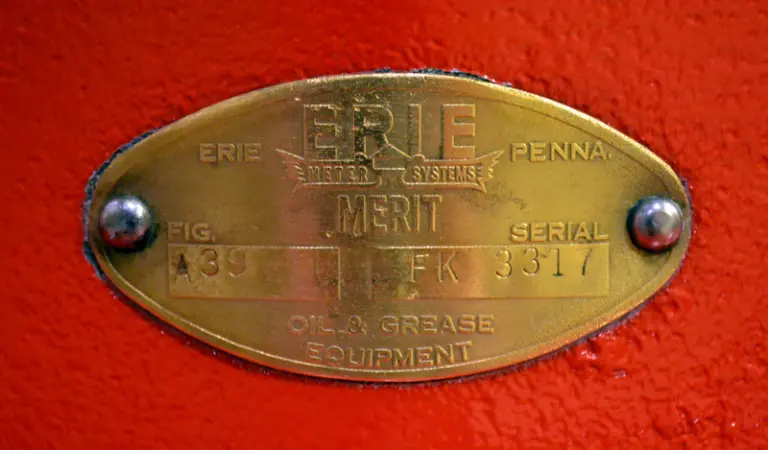 ERIE
ERIE PENNA.
METER SYSTEMS
MERIT
FIG. SERIAL
A39 FK 3317
OIL & GREASE
EQUIPMENT